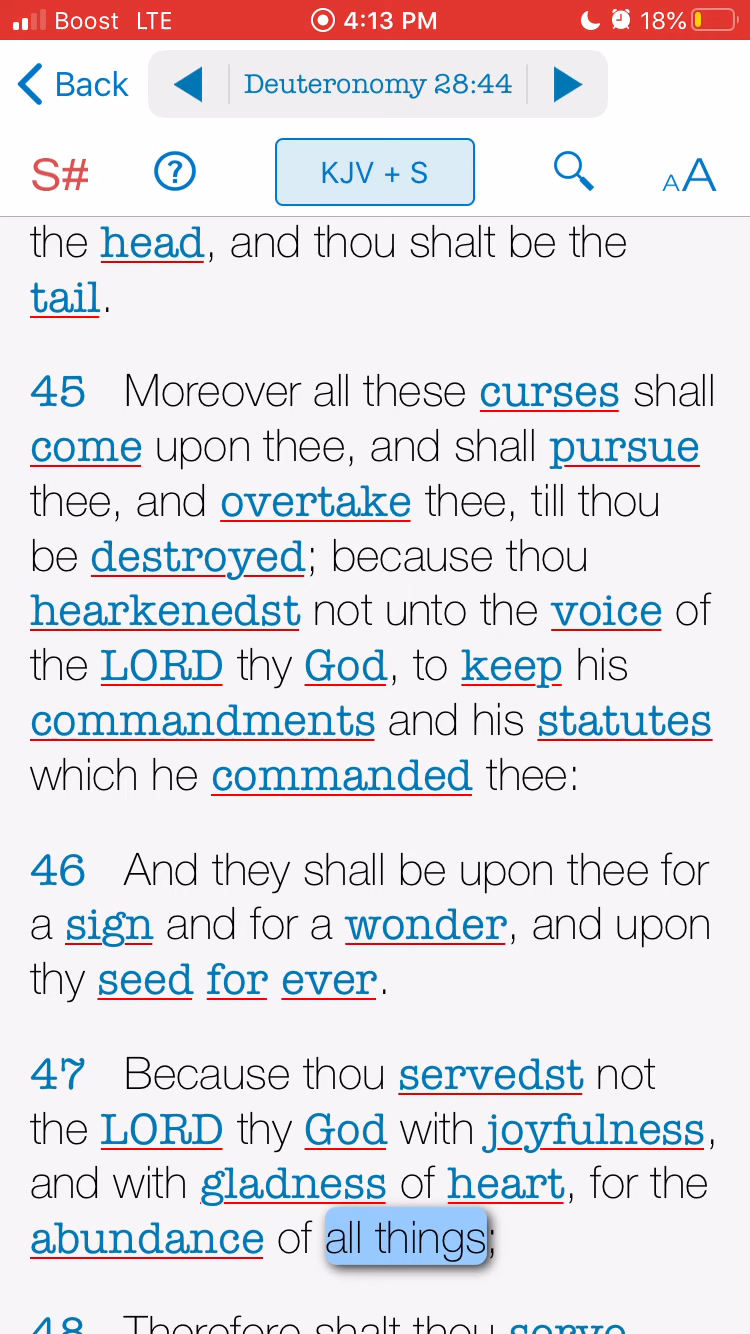 Boost LTE 4:13 PM 18%
Back Deuteronomy 28:44
S# ? KJV + S AA
the head, and thou shalt be the
tail.
45 Moreover all these curses shall
come upon thee, and shall pursue
thee, and overtake thee, till thou
be destroyed; because thou
hearkenedst not unto the voice of
the LORD thy God, to keep his
commandments and his statutes
which he commanded thee:
46 And they shall be upon thee for
a sign and for a wonder, and upon
thy seed for ever.
47 Because thou servedst not
the LORD thy God with joyfulness,
and with gladness of heart, for the
abundance of all things;
48 Therefore shalt thou serve